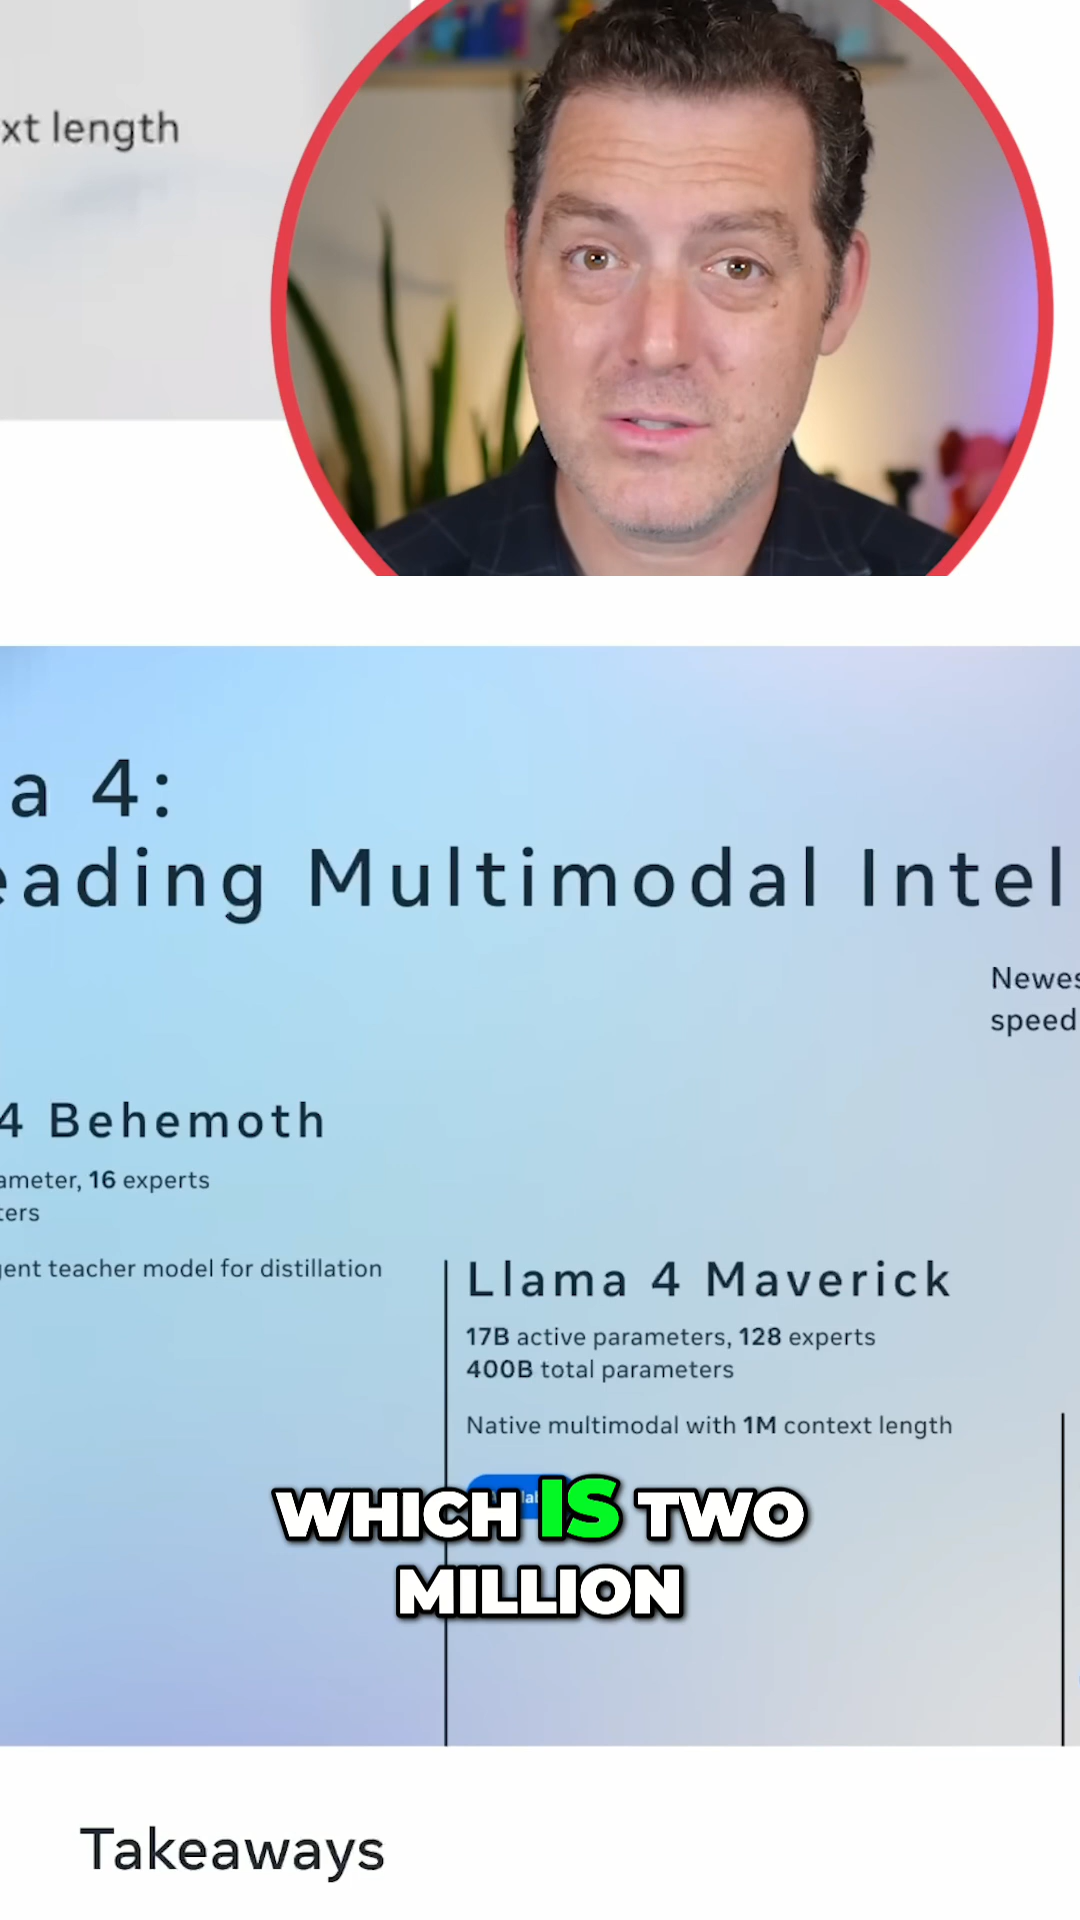 xt length
a 4:
eading Multimodal Intel
Newes
speed
4 Behemoth
ameter, 16 experts
ters
gent teacher model for distillation
Llama 4 Maverick
17B active parameters, 128 experts
400B total parameters
Native multimodal with 1M context length
WHICH IS TWO
MILLION
Takeaways